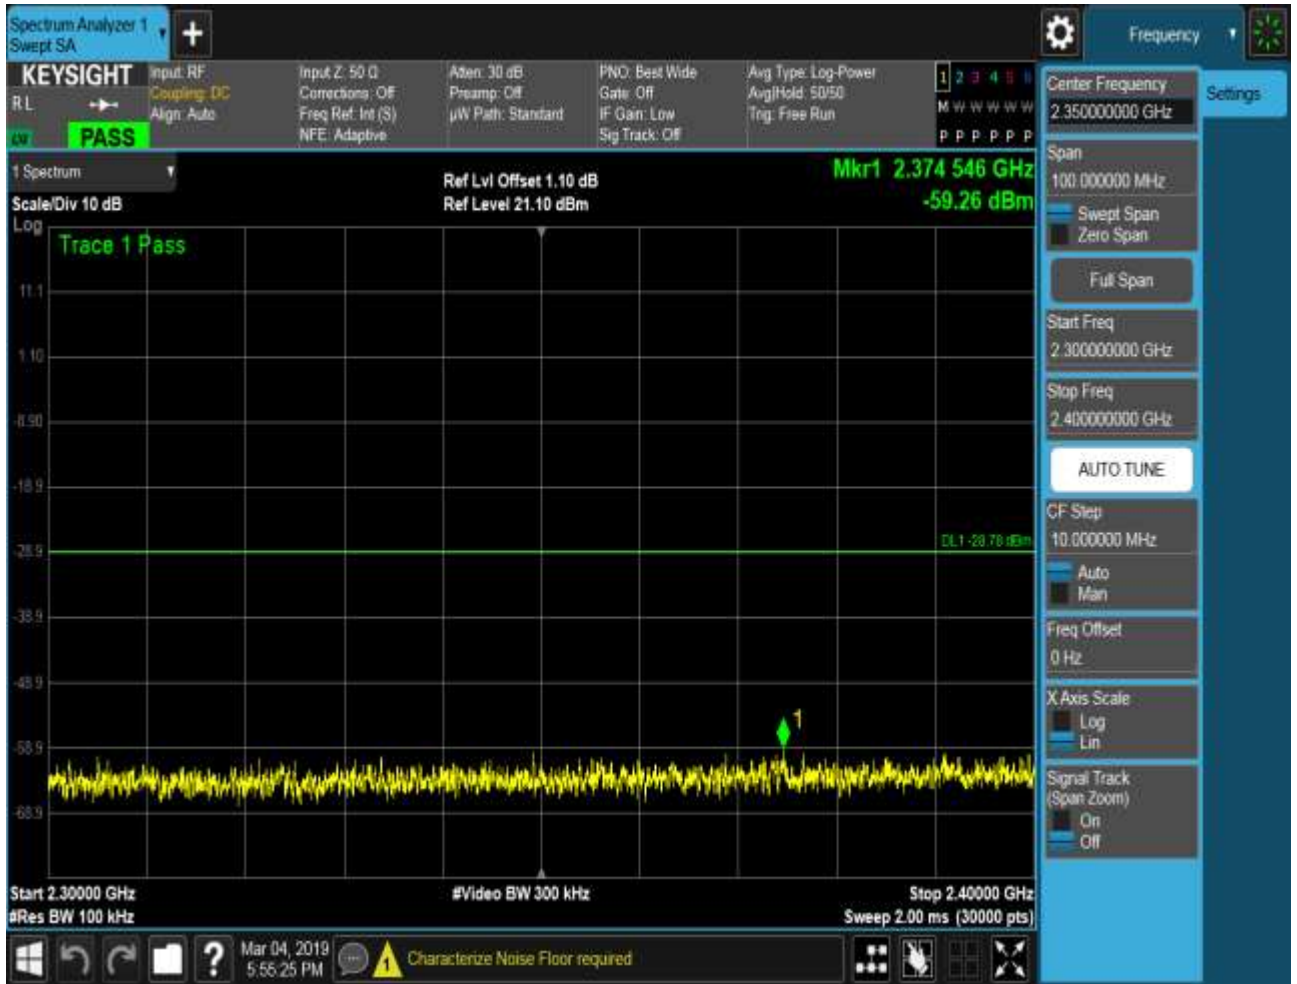 Spectrum Analyzer 1
Swept SA
Frequency
KEYSIGHT
R L
PASS
Input: RF
Coupling: DC
Align: Auto
Input Z: 50 Ω
Corrections: Off
Freq Ref: Int (S)
NFE: Adaptive
Atten: 30 dB
Preamp: Off
µW Path: Standard
PNO: Best Wide
Gate: Off
IF Gain: Low
Sig Track: Off
Avg Type: Log-Power
Avg|Hold: 50/50
Trig: Free Run
1 2 3 4 5 6
M W W W W W
P P P P P P
1 Spectrum
Scale/Div 10 dB
Log
Ref Lvl Offset 1.10 dB
Ref Level 21.10 dBm
Mkr1 2.374 546 GHz
-59.26 dBm
Trace 1 Pass
11.1
1.10
-8.90
-18.9
-28.9
-38.9
-48.9
-58.9
-68.9
DL1 -28.78 dBm
1
Start 2.30000 GHz
#Res BW 100 kHz
#Video BW 300 kHz
Stop 2.40000 GHz
Sweep 2.00 ms (30000 pts)
Center Frequency
2.350000000 GHz
Settings
Span
100.000000 MHz
Swept Span
Zero Span
Full Span
Start Freq
2.300000000 GHz
Stop Freq
2.400000000 GHz
AUTO TUNE
CF Step
10.000000 MHz
Auto
Man
Freq Offset
0 Hz
X Axis Scale
Log
Lin
Signal Track
(Span Zoom)
On
Off
?
Mar 04, 2019
5:55:25 PM
1
Characterize Noise Floor required